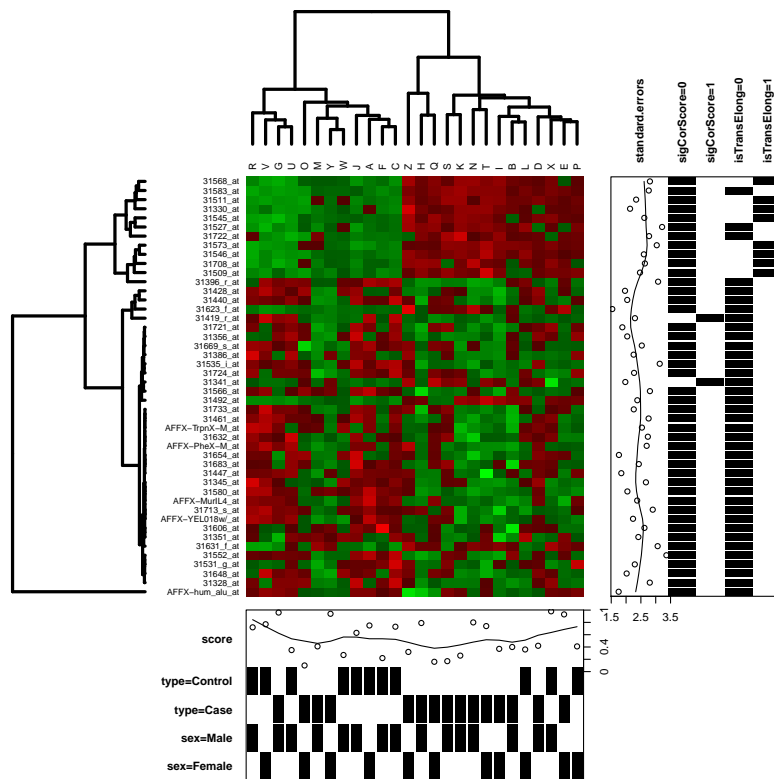 standard.errors
sigCorScore=0
sigCorScore=1
isTransElong=0
isTransElong=1
R V G U O M Y W J A F C Z H Q S K N T I B L D X E P
31568_at
31583_at
31511_at
31330_at
31545_at
31527_at
31722_at
31573_at
31546_at
31708_at
31509_at
31396_r_at
31428_at
31440_at
31623_f_at
31419_r_at
31721_at
31356_at
31669_s_at
31386_at
31535_i_at
31724_at
31341_at
31566_at
31492_at
31733_at
31461_at
AFFX-TrpnX-M_at
31632_at
AFFX-PheX-M_at
31654_at
31683_at
31447_at
31345_at
31580_at
AFFX-MurIL4_at
31713_s_at
AFFX-YEL018w/_at
31606_at
31351_at
31631_f_at
31552_at
31531_g_at
31648_at
31328_at
AFFX-hum_alu_at
1.5 2.5 3.5
score
0 0.4 1
type=Control
type=Case
sex=Male
sex=Female